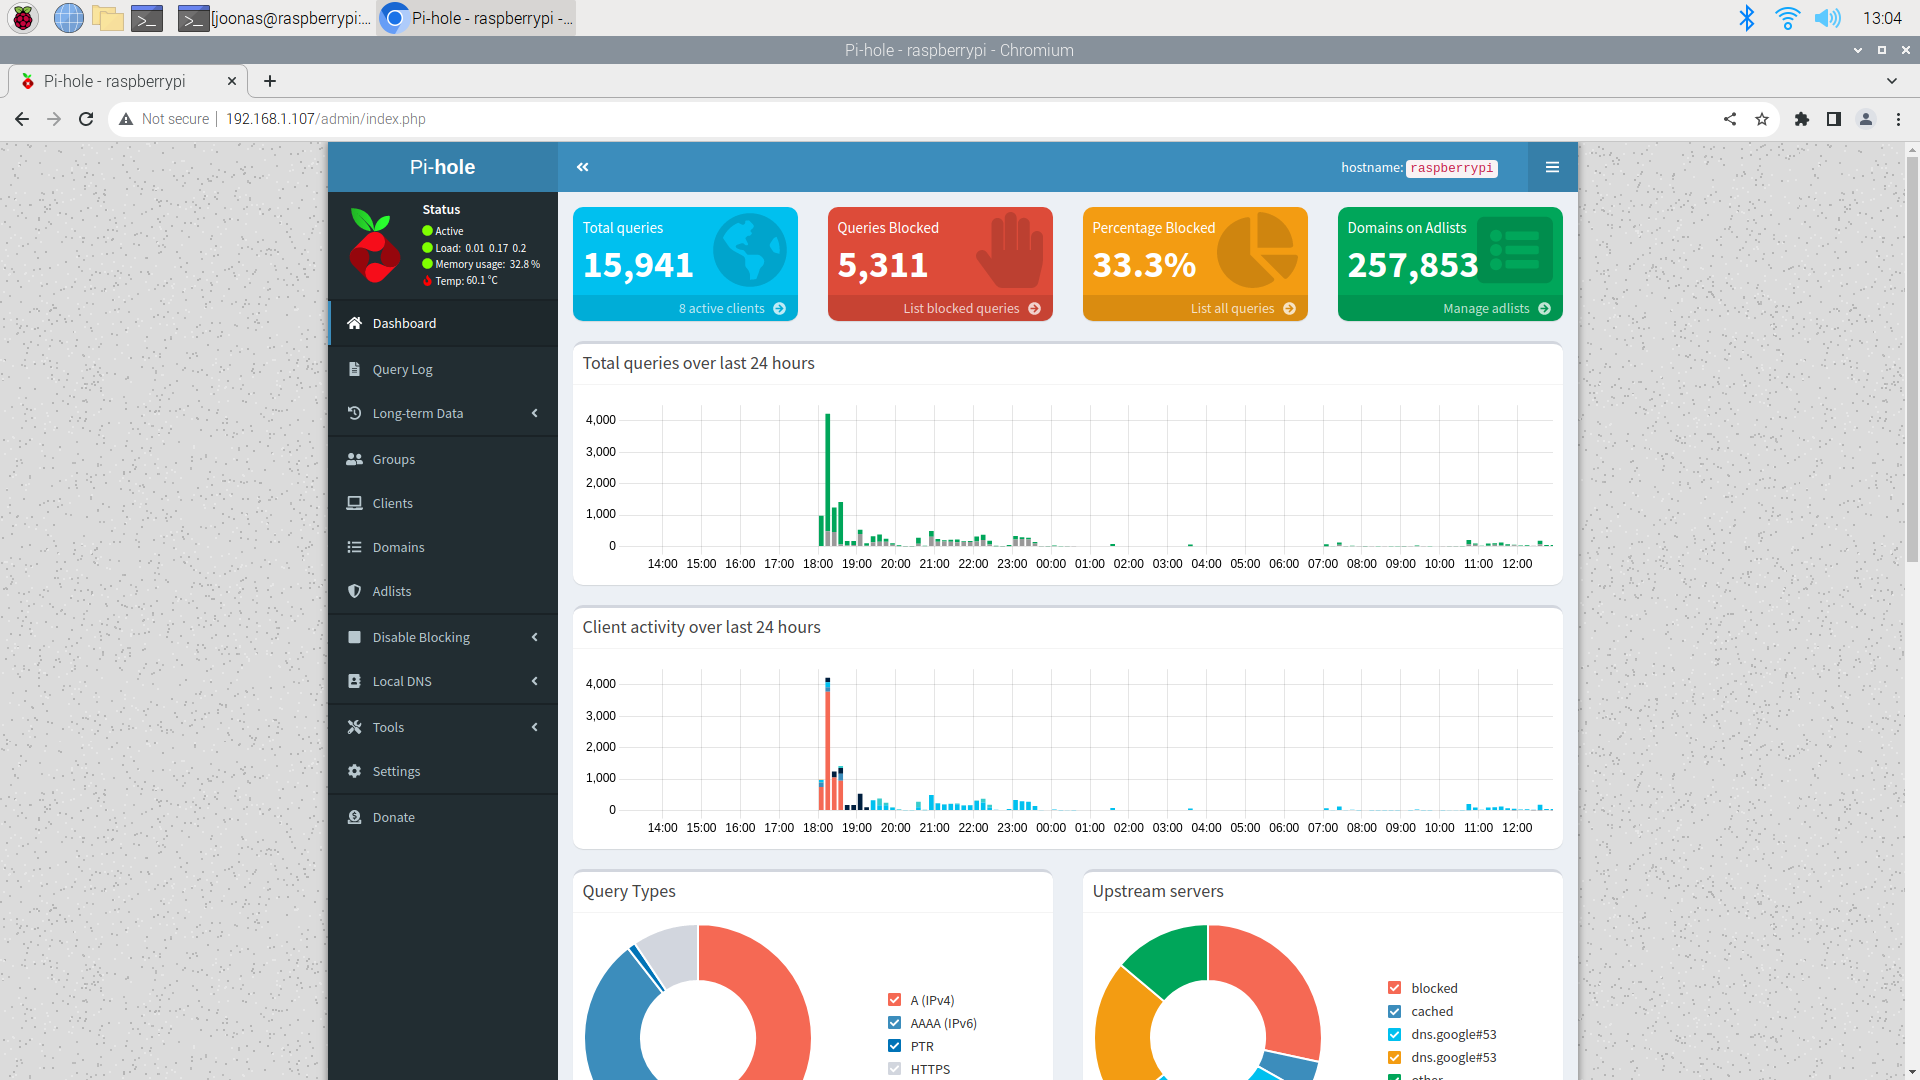 [joonas@raspberrypi:...
Pi-hole - raspberrypi -...
13:04
Pi-hole - raspberrypi - Chromium
Pi-hole - raspberrypi
Not secure
192.168.1.107/admin/index.php
Pi-hole
hostname: raspberrypi
Status
Active
Load: 0.01 0.17 0.2
Memory usage: 32.8 %
Temp: 60.1 °C
Dashboard
Query Log
Long-term Data
Groups
Clients
Domains
Adlists
Disable Blocking
Local DNS
Tools
Settings
Donate
Total queries
15,941
8 active clients
Queries Blocked
5,311
List blocked queries
Percentage Blocked
33.3%
List all queries
Domains on Adlists
257,853
Manage adlists
Total queries over last 24 hours
4,000
3,000
2,000
1,000
0
14:00 15:00 16:00 17:00 18:00 19:00 20:00 21:00 22:00 23:00 00:00 01:00 02:00 03:00 04:00 05:00 06:00 07:00 08:00 09:00 10:00 11:00 12:00
Client activity over last 24 hours
4,000
3,000
2,000
1,000
0
14:00 15:00 16:00 17:00 18:00 19:00 20:00 21:00 22:00 23:00 00:00 01:00 02:00 03:00 04:00 05:00 06:00 07:00 08:00 09:00 10:00 11:00 12:00
Query Types
A (IPv4)
AAAA (IPv6)
PTR
HTTPS
Upstream servers
blocked
cached
dns.google#53
dns.google#53
other